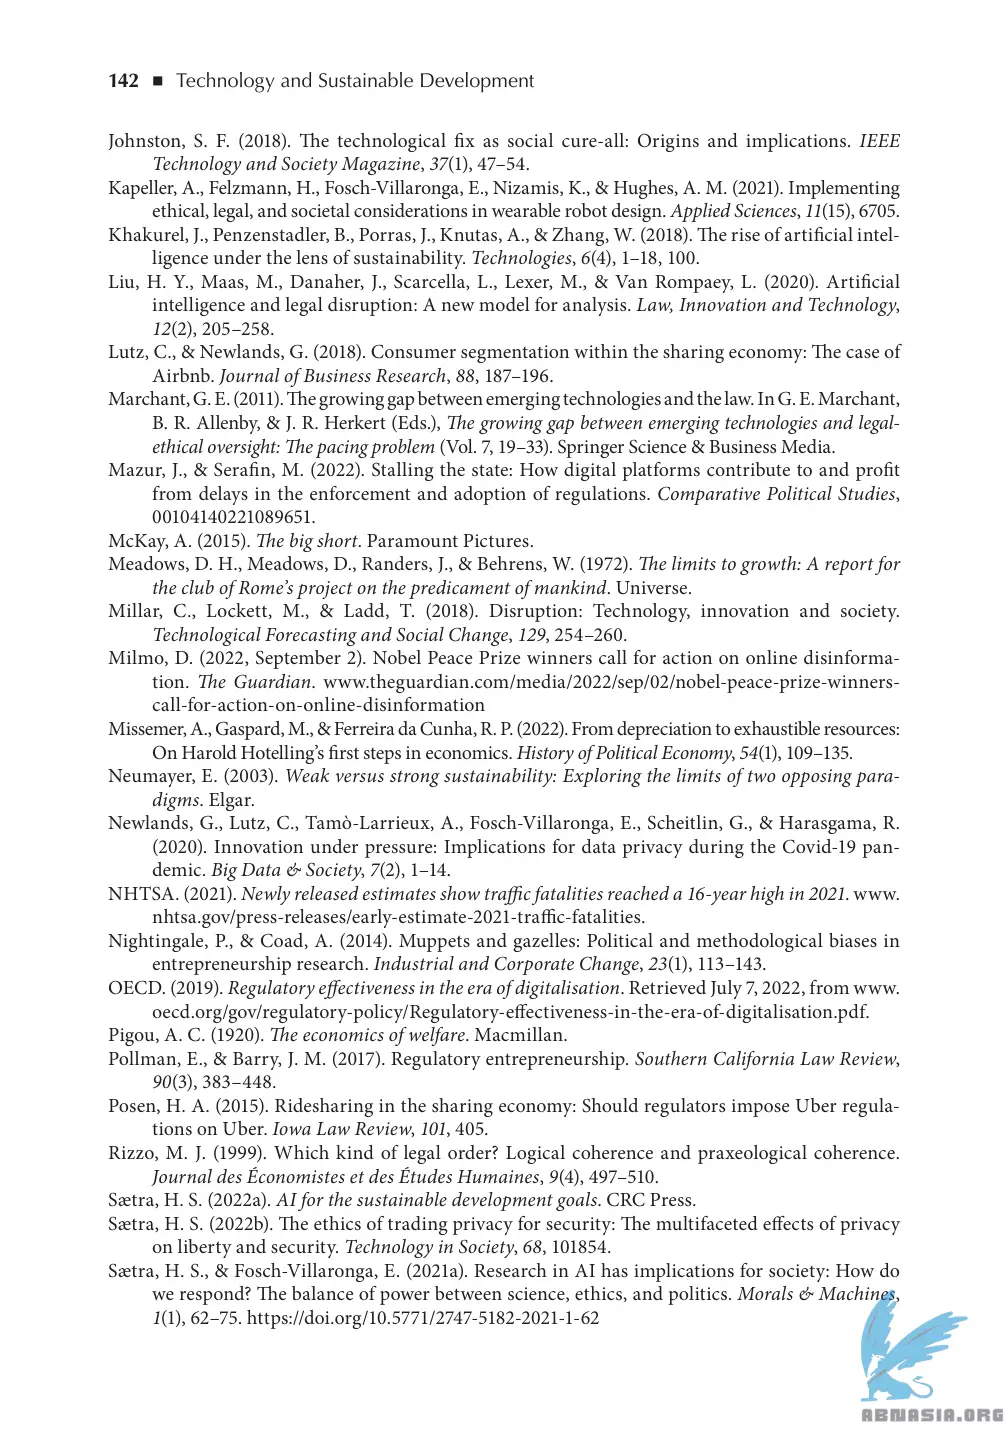 142 ■ Technology and Sustainable Development
Johnston, S. F. (2018). The technological fix as social cure-all: Origins and implications. IEEE
Technology and Society Magazine, 37(1), 47–54.
Kapeller, A., Felzmann, H., Fosch-Villaronga, E., Nizamis, K., & Hughes, A. M. (2021). Implementing
ethical, legal, and societal considerations in wearable robot design. Applied Sciences, 11(15), 6705.
Khakurel, J., Penzenstadler, B., Porras, J., Knutas, A., & Zhang, W. (2018). The rise of artificial intel-
ligence under the lens of sustainability. Technologies, 6(4), 1–18, 100.
Liu, H. Y., Maas, M., Danaher, J., Scarcella, L., Lexer, M., & Van Rompaey, L. (2020). Artificial
intelligence and legal disruption: A new model for analysis. Law, Innovation and Technology,
12(2), 205–258.
Lutz, C., & Newlands, G. (2018). Consumer segmentation within the sharing economy: The case of
Airbnb. Journal of Business Research, 88, 187–196.
Marchant, G. E. (2011). The growing gap between emerging technologies and the law. In G. E. Marchant,
B. R. Allenby, & J. R. Herkert (Eds.), The growing gap between emerging technologies and legal-
ethical oversight: The pacing problem (Vol. 7, 19–33). Springer Science & Business Media.
Mazur, J., & Serafin, M. (2022). Stalling the state: How digital platforms contribute to and profit
from delays in the enforcement and adoption of regulations. Comparative Political Studies,
00104140221089651.
McKay, A. (2015). The big short. Paramount Pictures.
Meadows, D. H., Meadows, D., Randers, J., & Behrens, W. (1972). The limits to growth: A report for
the club of Rome's project on the predicament of mankind. Universe.
Millar, C., Lockett, M., & Ladd, T. (2018). Disruption: Technology, innovation and society.
Technological Forecasting and Social Change, 129, 254–260.
Milmo, D. (2022, September 2). Nobel Peace Prize winners call for action on online disinforma-
tion. The Guardian. www.theguardian.com/media/2022/sep/02/nobel-peace-prize-winners-
call-for-action-on-online-disinformation
Missemer, A., Gaspard, M., & Ferreira da Cunha, R. P. (2022). From depreciation to exhaustible resources:
On Harold Hotelling's first steps in economics. History of Political Economy, 54(1), 109–135.
Neumayer, E. (2003). Weak versus strong sustainability: Exploring the limits of two opposing para-
digms. Elgar.
Newlands, G., Lutz, C., Tamò-Larrieux, A., Fosch-Villaronga, E., Scheitlin, G., & Harasgama, R.
(2020). Innovation under pressure: Implications for data privacy during the Covid-19 pan-
demic. Big Data & Society, 7(2), 1–14.
NHTSA. (2021). Newly released estimates show traffic fatalities reached a 16-year high in 2021. www.
nhtsa.gov/press-releases/early-estimate-2021-traffic-fatalities.
Nightingale, P., & Coad, A. (2014). Muppets and gazelles: Political and methodological biases in
entrepreneurship research. Industrial and Corporate Change, 23(1), 113–143.
OECD. (2019). Regulatory effectiveness in the era of digitalisation. Retrieved July 7, 2022, from www.
oecd.org/gov/regulatory-policy/Regulatory-effectiveness-in-the-era-of-digitalisation.pdf.
Pigou, A. C. (1920). The economics of welfare. Macmillan.
Pollman, E., & Barry, J. M. (2017). Regulatory entrepreneurship. Southern California Law Review,
90(3), 383–448.
Posen, H. A. (2015). Ridesharing in the sharing economy: Should regulators impose Uber regula-
tions on Uber. Iowa Law Review, 101, 405.
Rizzo, M. J. (1999). Which kind of legal order? Logical coherence and praxeological coherence.
Journal des Économistes et des Études Humaines, 9(4), 497–510.
Sætra, H. S. (2022a). AI for the sustainable development goals. CRC Press.
Sætra, H. S. (2022b). The ethics of trading privacy for security: The multifaceted effects of privacy
on liberty and security. Technology in Society, 68, 101854.
Sætra, H. S., & Fosch-Villaronga, E. (2021a). Research in AI has implications for society: How do
we respond? The balance of power between science, ethics, and politics. Morals & Machines,
1(1), 62–75. https://doi.org/10.5771/2747-5182-2021-1-62
ABNASIA.ORG